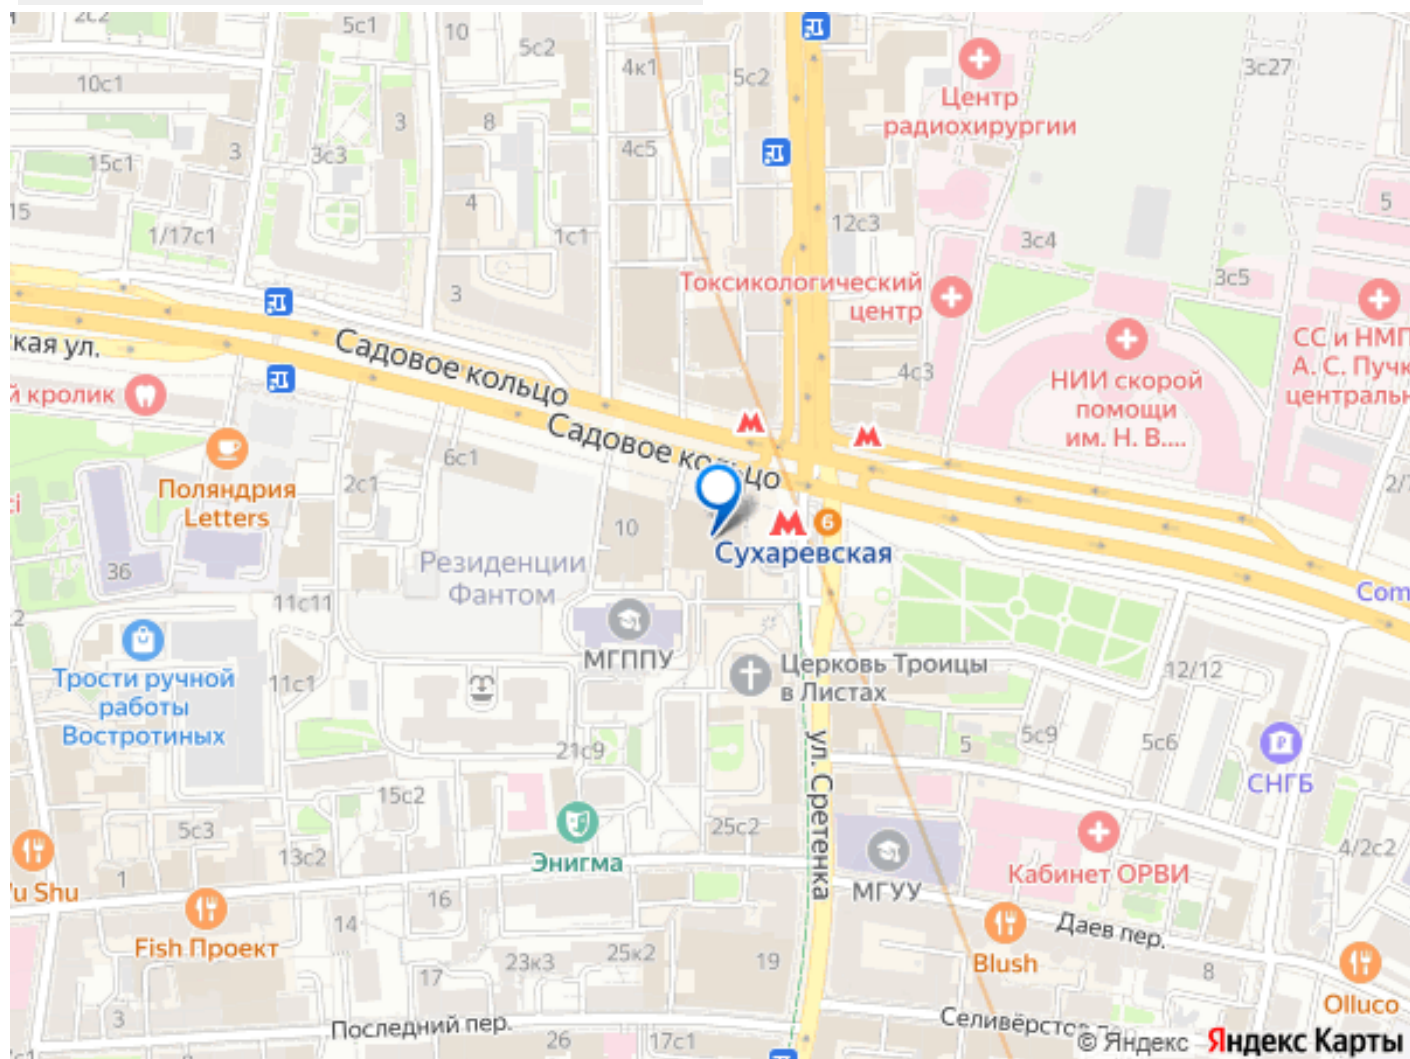 2с2
5с1
10
5с2
4к1
5с2
3с27
10с1
Центр
радиохирургии
3
8
3с3
3
15с1
4с5
4
5
15
1/17с1
1с1
12с3
3с4
3с5
3
Токсикологический
центр
кая ул.
Садовое кольцо
СС и НМП
А. С. Пучк
централь
НИИ скорой
помощи
им. Н. В....
4с3
й кролик
Садовое кольцо
6с1
2с1
Поляндрия
Letters
2/7
10
6
Сухаревская
Резиденции
Фантом
36
11с11
Com
МГППУ
Церковь Троицы
в Листах
12/12
Трости ручной
работы
Востротиных
11с1
21с9
ул. Сретенка
5
5с9
5с6
СНГБ
15с2
5с3
25с2
13с2
Энигма
1
МГУУ
Кабинет ОРВИ
4/2с2
16
14
Fish Проект
Даев пер.
25к2
23к3
19
17
Blush
8
Olluco
3
Последний пер.
26
17с1
© Яндекс Яндекс Карты